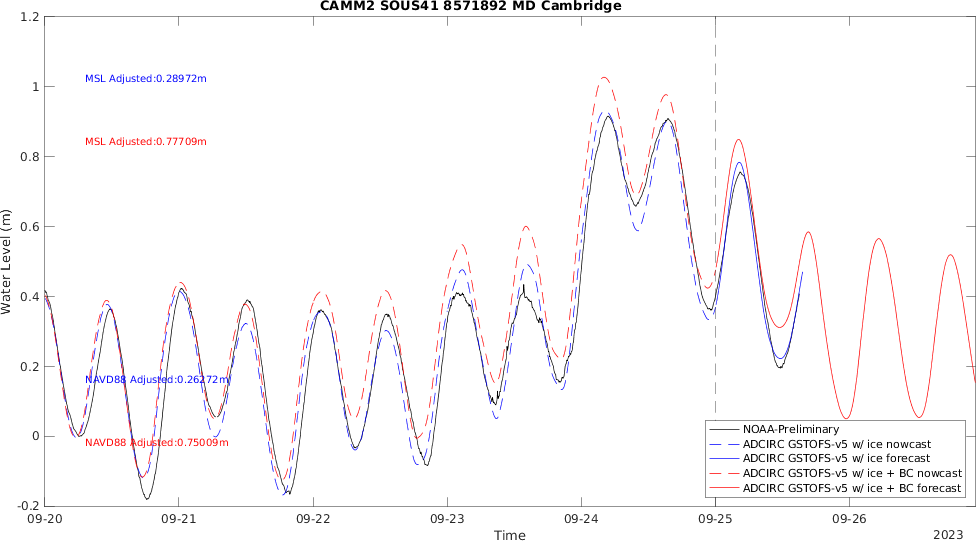 CAMM2 SOUS41 8571892 MD Cambridge
1.2
1
0.8
0.6
0.4
0.2
0
-0.2
Water Level (m)
MSL Adjusted:0.28972m
MSL Adjusted:0.77709m
NAVD88 Adjusted:0.26272m
NAVD88 Adjusted:0.75009m
NOAA-Preliminary
ADCIRC GSTOFS-v5 w/ ice nowcast
ADCIRC GSTOFS-v5 w/ ice forecast
ADCIRC GSTOFS-v5 w/ ice + BC nowcast
ADCIRC GSTOFS-v5 w/ ice + BC forecast
09-20 09-21 09-22 09-23 09-24 09-25 09-26
Time
2023